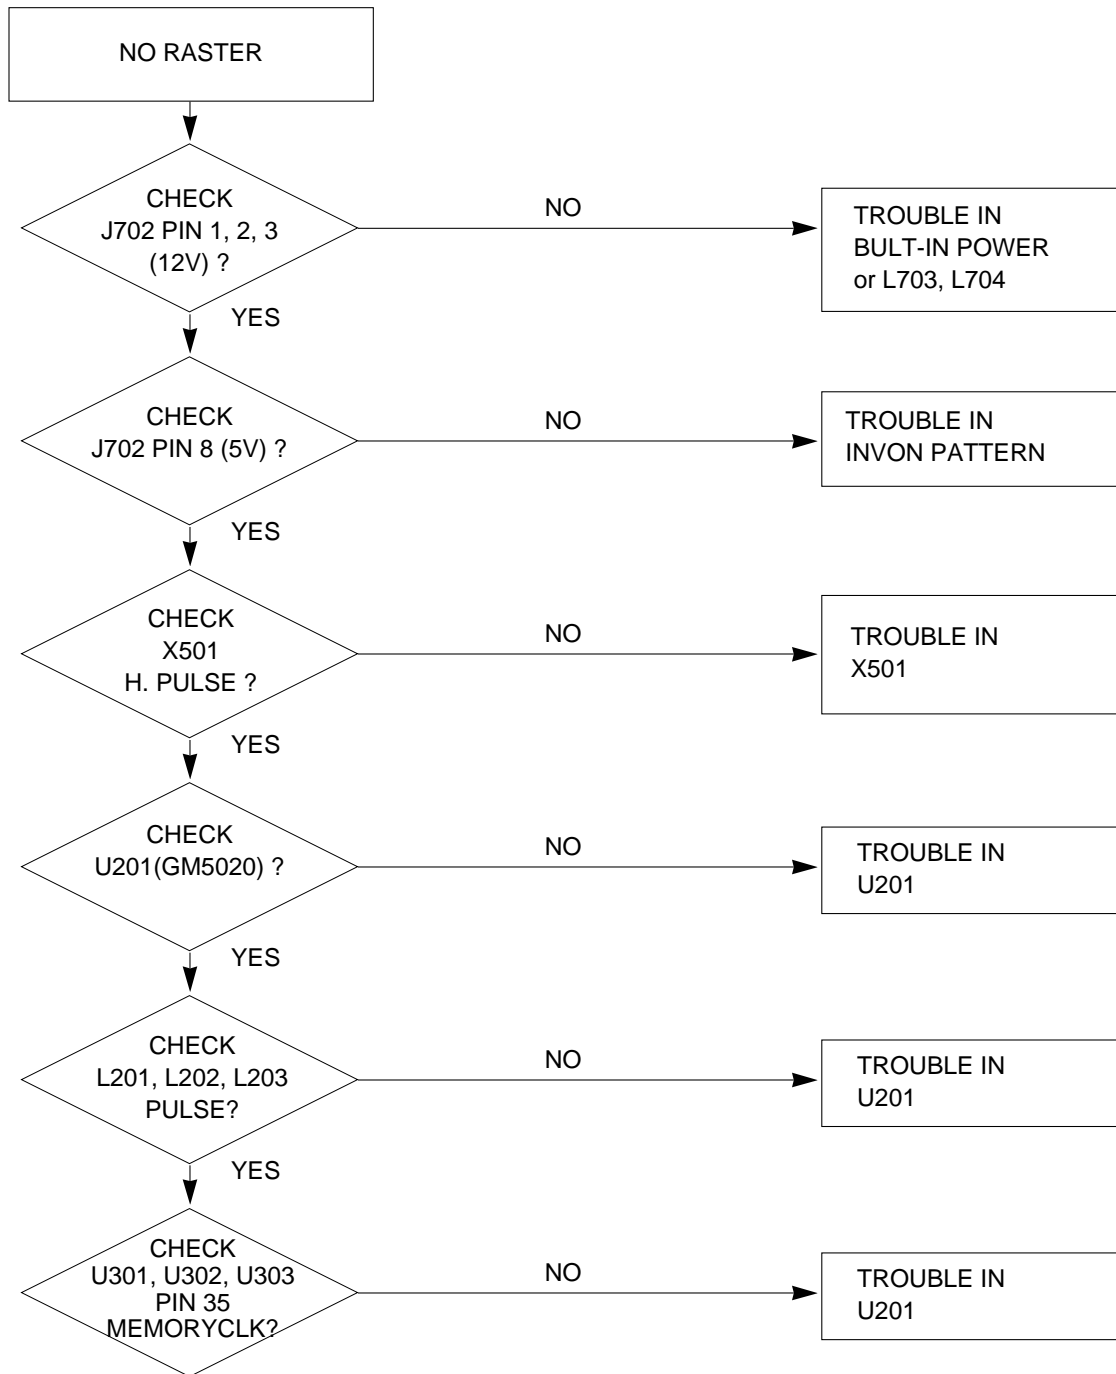 NO RASTER
CHECK
J702 PIN 1, 2, 3
(12V) ?
NO
TROUBLE IN
BULT-IN POWER
or L703, L704
YES
CHECK
J702 PIN 8 (5V) ?
NO
TROUBLE IN
INVON PATTERN
YES
CHECK
X501
H. PULSE ?
NO
TROUBLE IN
X501
YES
CHECK
U201(GM5020) ?
NO
TROUBLE IN
U201
YES
CHECK
L201, L202, L203
PULSE?
NO
TROUBLE IN
U201
YES
CHECK
U301, U302, U303
PIN 35
MEMORYCLK?
NO
TROUBLE IN
U201